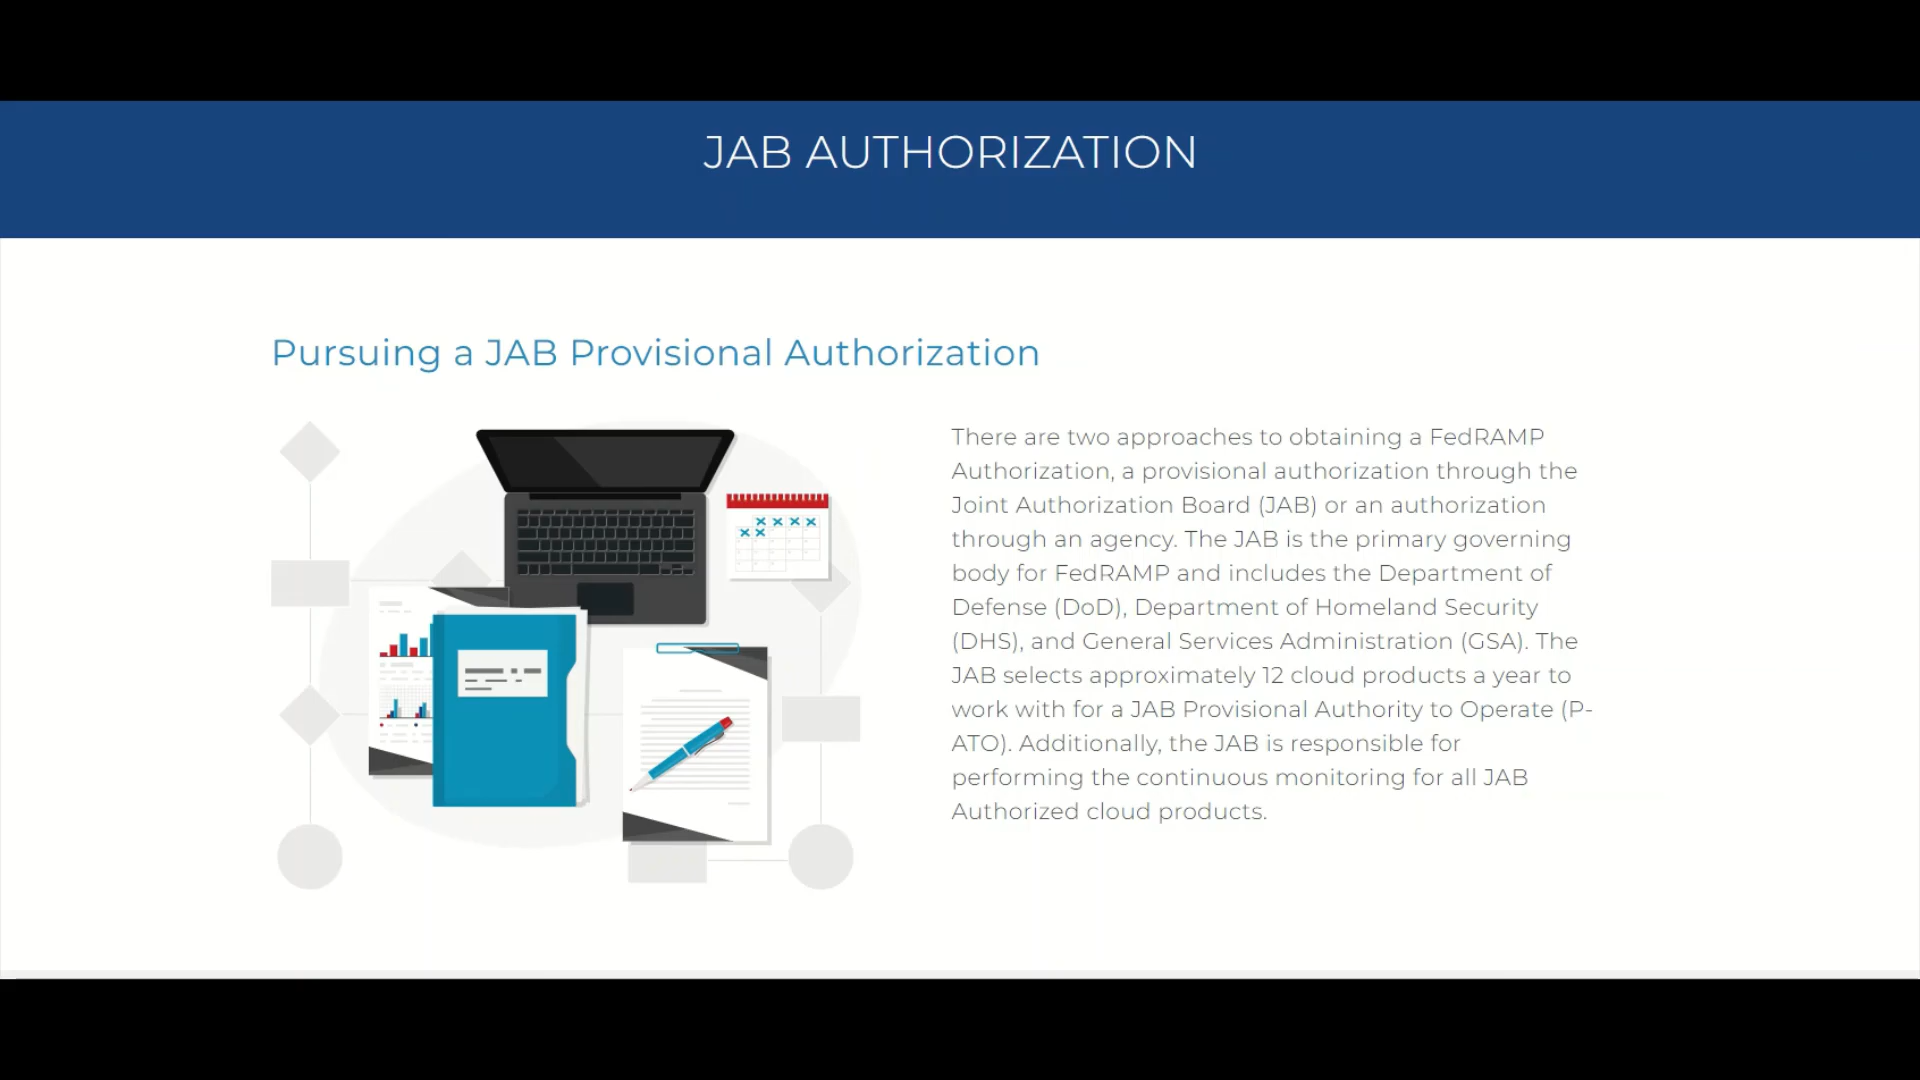 JAB AUTHORIZATION
Pursuing a JAB Provisional Authorization
There are two approaches to obtaining a FedRAMP
Authorization, a provisional authorization through the
Joint Authorization Board (JAB) or an authorization
through an agency. The JAB is the primary governing
body for FedRAMP and includes the Department of
Defense (DoD), Department of Homeland Security
(DHS), and General Services Administration (GSA). The
JAB selects approximately 12 cloud products a year to
work with for a JAB Provisional Authority to Operate (P-
ATO). Additionally, the JAB is responsible for
performing the continuous monitoring for all JAB
Authorized cloud products.